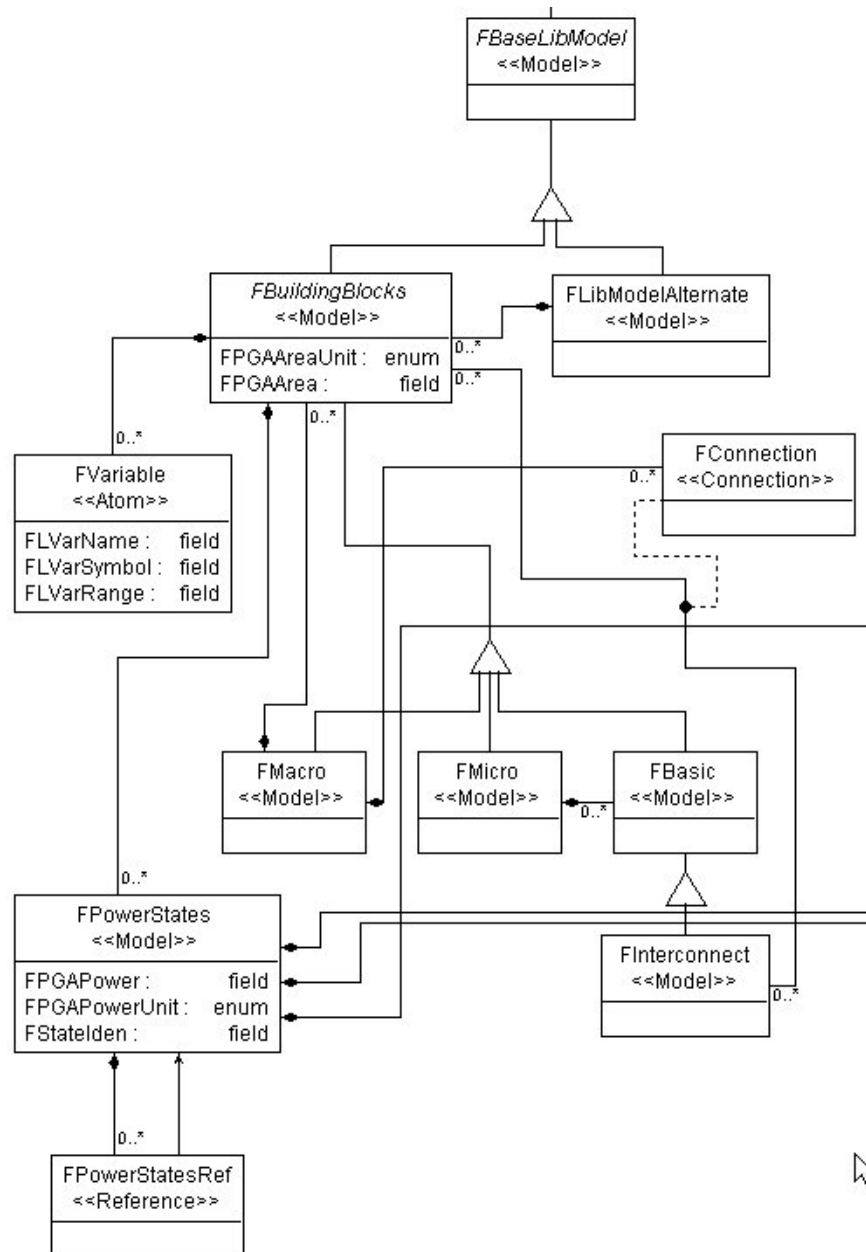 FBaseLibModel
<<Model>>
FBuildingBlocks
<<Model>>
FPGAAreaUnit : enum
FPGAArea : field
0..*
0..*
0..*
FLibModelAlternate
<<Model>>
0..*
FVariable
<<Atom>>
FLVarName : field
FLVarSymbol : field
FLVarRange : field
FConnection
<<Connection>>
0..*
FMacro
<<Model>>
FMicro
<<Model>>
0..*
FBasic
<<Model>>
0..*
FPowerStates
<<Model>>
FPGAPower : field
FPGAPowerUnit : enum
FStateIden : field
FInterconnect
<<Model>>
0..*
0..*
FPowerStatesRef
<<Reference>>